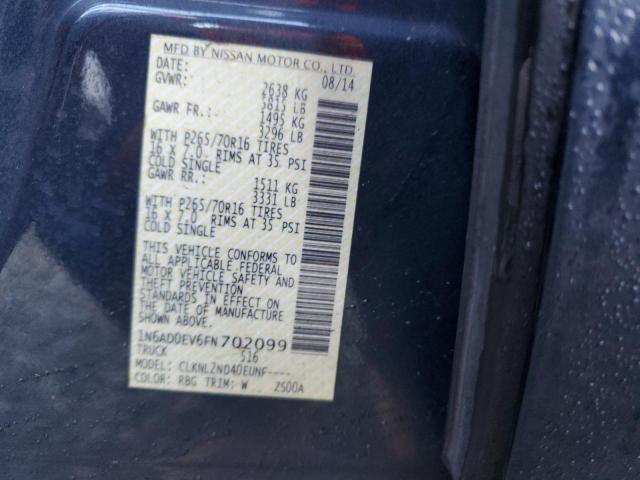 MFD BY NISSAN MOTOR CO., LTD.
DATE: 08/14
GVWR: 2638 KG
5815 LB
GAWR FR.: 1495 KG
3296 LB
WITH P265/70R16 TIRES
16 X 7.0 RIMS AT 35 PSI
COLD SINGLE
GAWR RR.: 1511 KG
3331 LB
WITH P265/70R16 TIRES
16 X 7.0 RIMS AT 35 PSI
COLD SINGLE
THIS VEHICLE CONFORMS TO
ALL APPLICABLE FEDERAL
MOTOR VEHICLE SAFETY AND
THEFT PREVENTION
STANDARDS IN EFFECT ON
THE DATE OF MANUFACTURE
SHOWN ABOVE.
1N6AD0EV6FN702099
TRUCK 516
MODEL: CLKNL2N040EUNF----
COLOR: RBG TRIM: W ZS00A